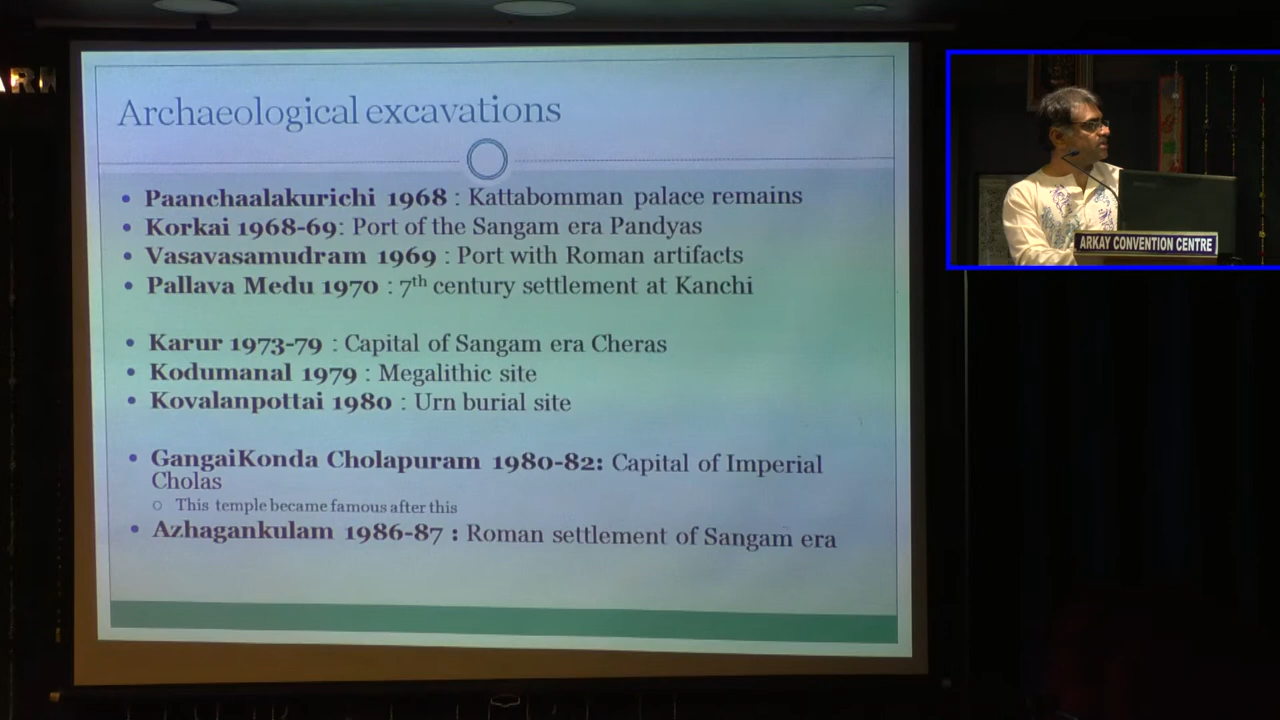 Archaeological excavations
• Paanchaalakurichi 1968 : Kattabomman palace remains
• Korkai 1968-69: Port of the Sangam era Pandyas
• Vasavasamudram 1969 : Port with Roman artifacts
• Pallava Medu 1970 : 7th century settlement at Kanchi
• Karur 1973-79 : Capital of Sangam era Cheras
• Kodumanal 1979 : Megalithic site
• Kovalanpottai 1980 : Urn burial site
• GangaiKonda Cholapuram 1980-82: Capital of Imperial
Cholas
○ This temple became famous after this
• Azhagankulam 1986-87 : Roman settlement of Sangam era
ARKAY CONVENTION CENTRE